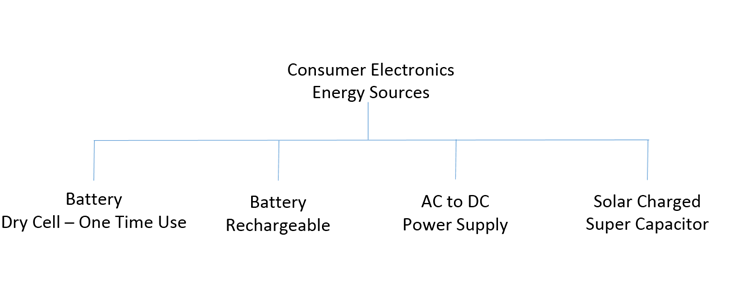 Consumer Electronics
Energy Sources
Battery
Dry Cell – One Time Use
Battery
Rechargeable
AC to DC
Power Supply
Solar Charged
Super Capacitor